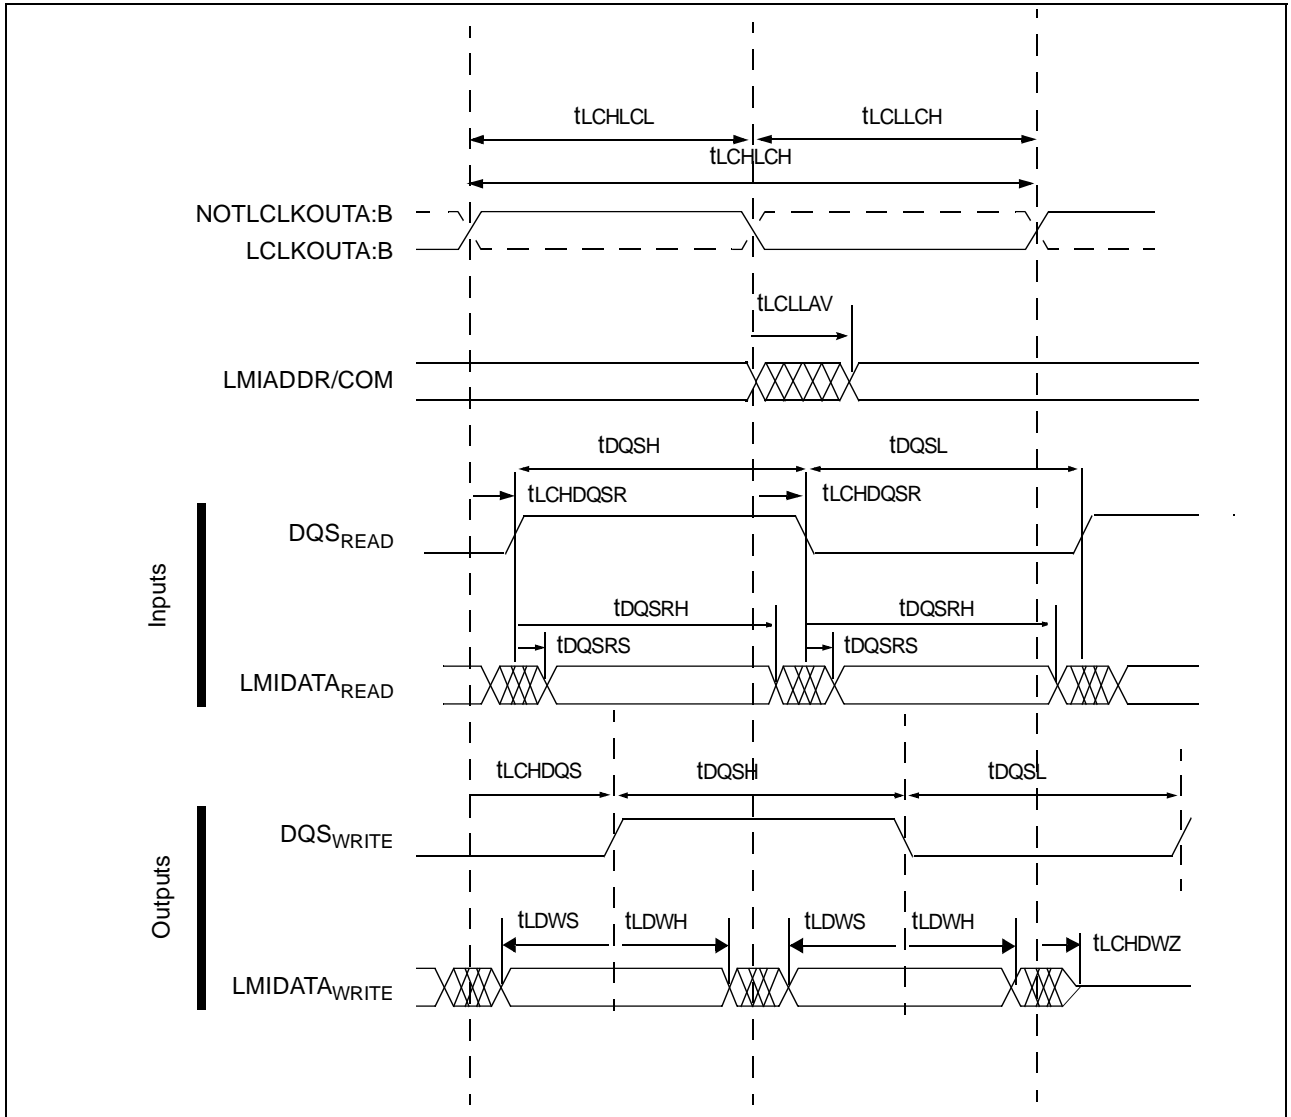 tLCHLCL tLCLLCH
tLCHLCH
NOTLCLKOUTA:B
LCLKOUTA:B
tLCLLAV
LMIADDR/COM
tDQSH tDQSL
tLCHDQSR tLCHDQSR
DQSREAD
Inputs
tDQSRH tDQSRH
tDQSRS tDQSRS
LMIDATAREAD
tLCHDQS tDQSH tDQSL
DQSWRITE
Outputs
tLDWS tLDWH tLDWS tLDWH tLCHDWZ
LMIDATAWRITE